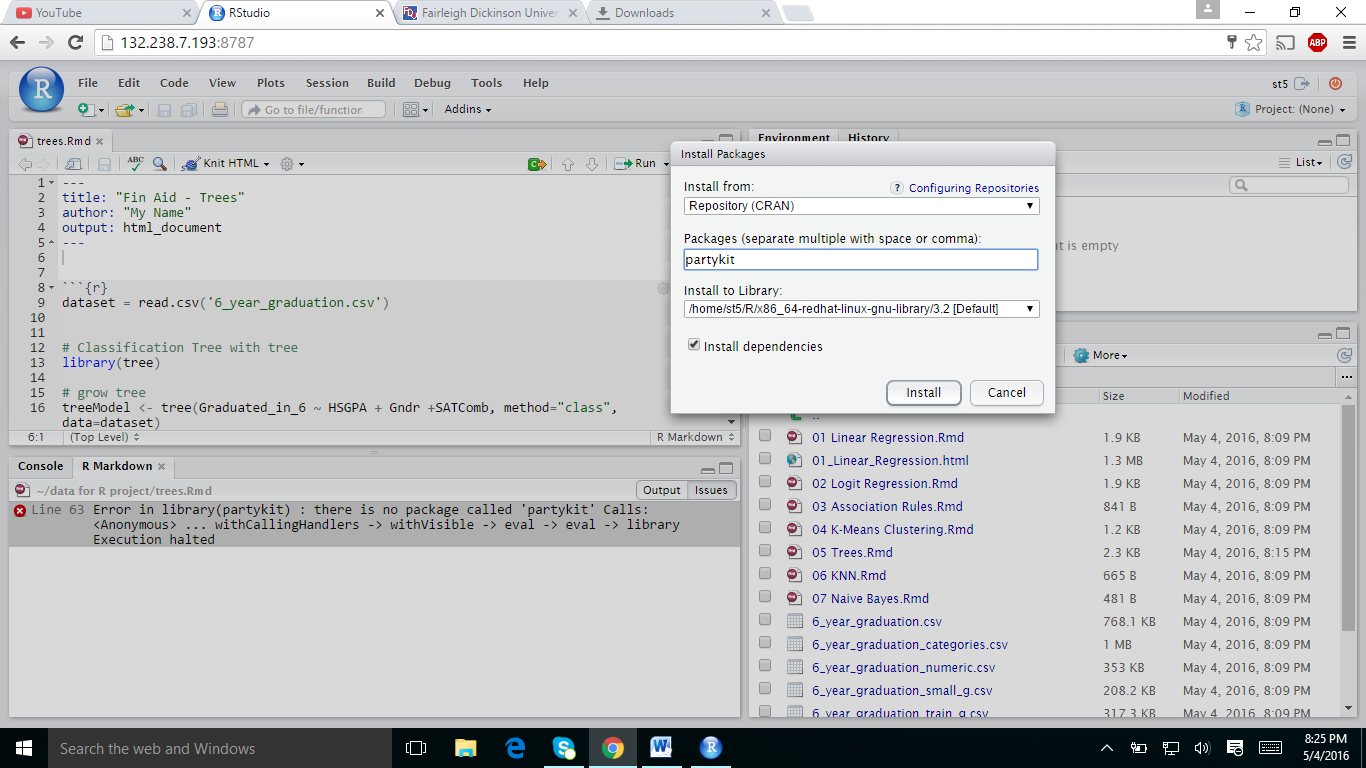 YouTube
RStudio
Fairleigh Dickinson Univer
Downloads
132.238.7.193:8787
ABP
R
File Edit Code View Plots Session Build Debug Tools Help
st5
Go to file/function
Addins
Project: (None)
trees.Rmd
ABC
Knit HTML
Run
1 ---
2 title: "Fin Aid - Trees"
3 author: "My Name"
4 output: html_document
5 ---
6
7
8 ```{r}
9 dataset = read.csv('6_year_graduation.csv')
10
11
12 # Classification Tree with tree
13 library(tree)
14
15 # grow tree
16 treeModel <- tree(Graduated_in_6 ~ HSGPA + Gndr +SATComb, method="class",
data=dataset)
6:1 (Top Level) R Markdown
Console R Markdown
~/data for R project/trees.Rmd
Output Issues
Line 63 Error in library(partykit) : there is no package called 'partykit' Calls:
<Anonymous> ... withCallingHandlers -> withVisible -> eval -> eval -> library
Execution halted
Environment History
List
t is empty
Install Packages
Install from:
? Configuring Repositories
Repository (CRAN)
Packages (separate multiple with space or comma):
partykit
Install to Library:
/home/st5/R/x86_64-redhat-linux-gnu-library/3.2 [Default]
Install dependencies
Install Cancel
More
...
Size Modified
..
01 Linear Regression.Rmd 1.9 KB May 4, 2016, 8:09 PM
01_Linear_Regression.html 1.3 MB May 4, 2016, 8:09 PM
02 Logit Regression.Rmd 1.9 KB May 4, 2016, 8:09 PM
03 Association Rules.Rmd 841 B May 4, 2016, 8:09 PM
04 K-Means Clustering.Rmd 1.2 KB May 4, 2016, 8:09 PM
05 Trees.Rmd 2.3 KB May 4, 2016, 8:15 PM
06 KNN.Rmd 665 B May 4, 2016, 8:09 PM
07 Naive Bayes.Rmd 481 B May 4, 2016, 8:09 PM
6_year_graduation.csv 768.1 KB May 4, 2016, 8:09 PM
6_year_graduation_categories.csv 1 MB May 4, 2016, 8:09 PM
6_year_graduation_numeric.csv 353 KB May 4, 2016, 8:09 PM
6_year_graduation_small_g.csv 208.2 KB May 4, 2016, 8:09 PM
6_year_graduation_train_g.csv 317.3 KB May 4, 2016, 8:09 PM
Search the web and Windows
8:25 PM
5/4/2016